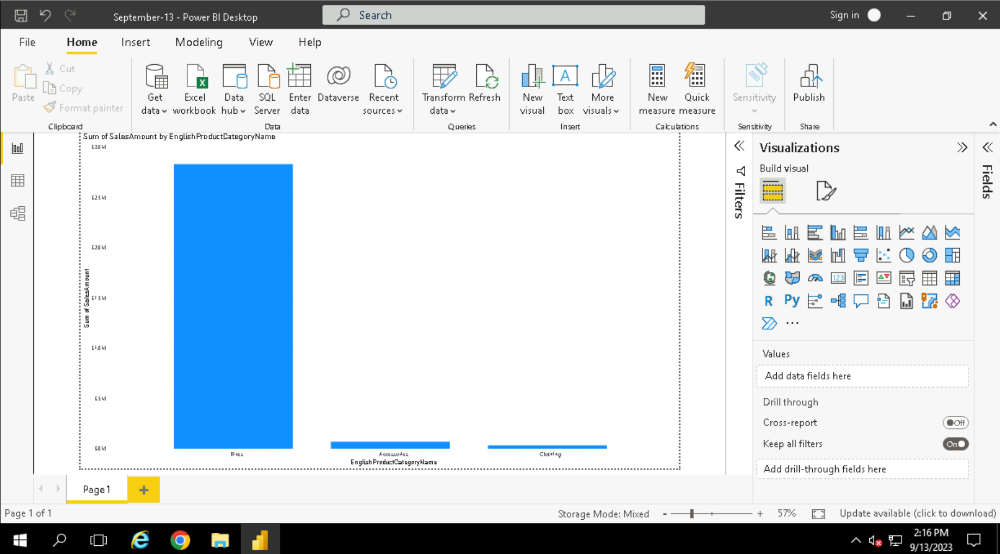 September-13 - Power BI Desktop
Search
Sign in
File Home Insert Modeling View Help
Paste
Cut
Copy
Format painter
Clipboard
Get data
Excel workbook
Data hub
SQL Server
Enter data
Dataverse
Recent sources
Data
Transform data
Refresh
Queries
New visual
Text box
More visuals
Insert
New measure
Quick measure
Calculations
Sensitivity
Sensitivity
Publish
Share
Sum of SalesAmount by EnglishProductCategoryName
$30M
$25M
$20M
$15M
$10M
$5M
$0M
Sum of SalesAmount
Bikes
Accessories
Clothing
EnglishProductCategoryName
Filters
Visualizations
Build visual
123
R
Py
Values
Add data fields here
Drill through
Cross-report
Off
Keep all filters
On
Add drill-through fields here
Fields
Page 1
Page 1 of 1
Storage Mode: Mixed
- +
57%
Update available (click to download)
2:16 PM
9/13/2023